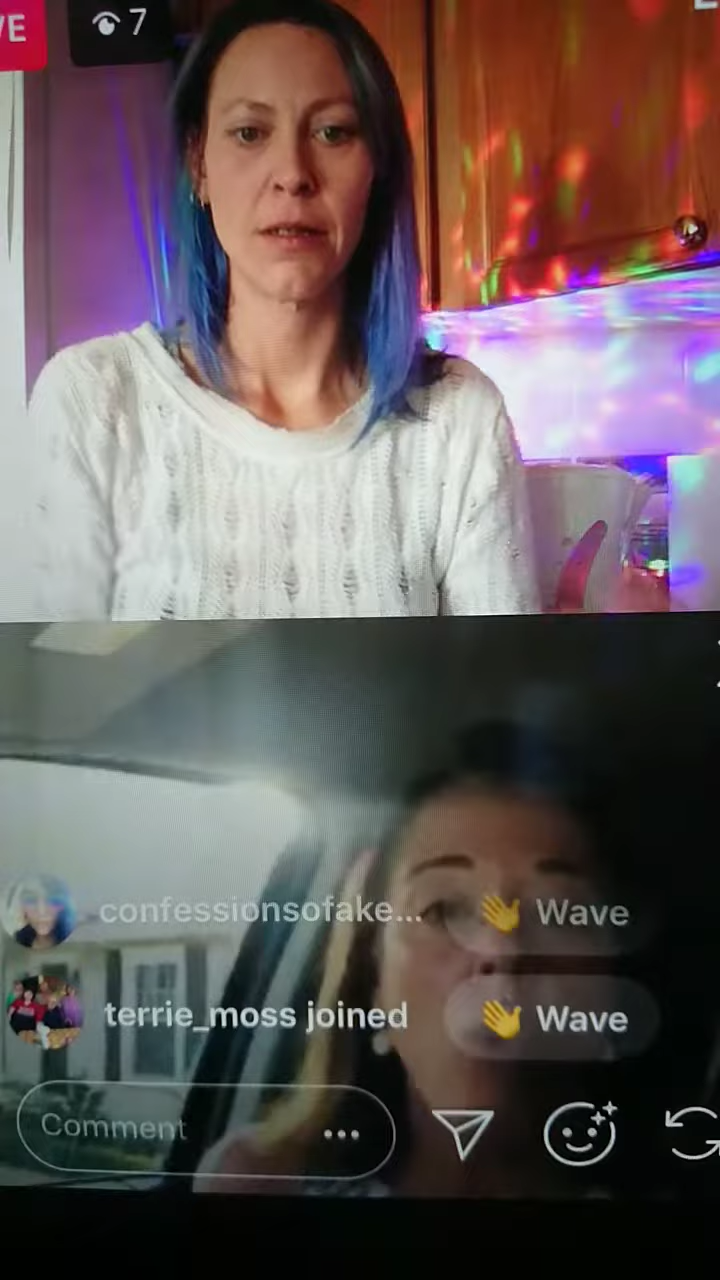 VE 7
confessionsofake... 👋 Wave
terrie_moss joined 👋 Wave
Comment ...